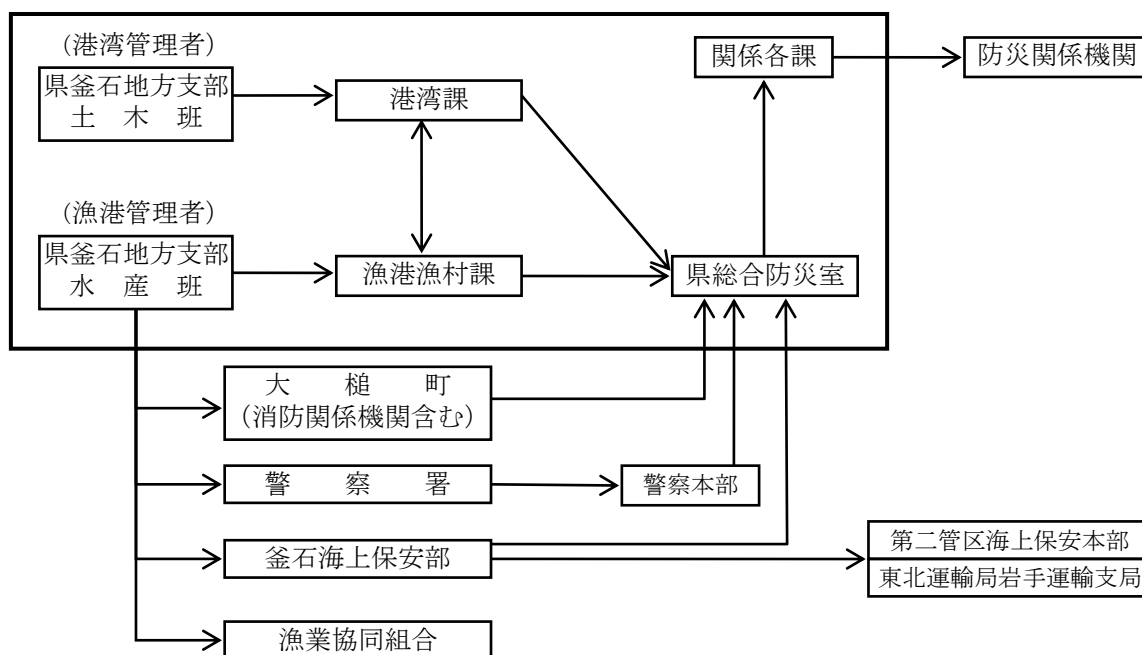 (港湾管理者)
県釜石地方支部
土　木　班
港湾課
関係各課
防災関係機関
(漁港管理者)
県釜石地方支部
水　産　班
漁港漁村課
県総合防災室
大　　槌　　町
（消防関係機関含む）
警　　察　　署
警察本部
釜石海上保安部
第二管区海上保安本部
東北運輸局岩手運輸支局
漁業協同組合